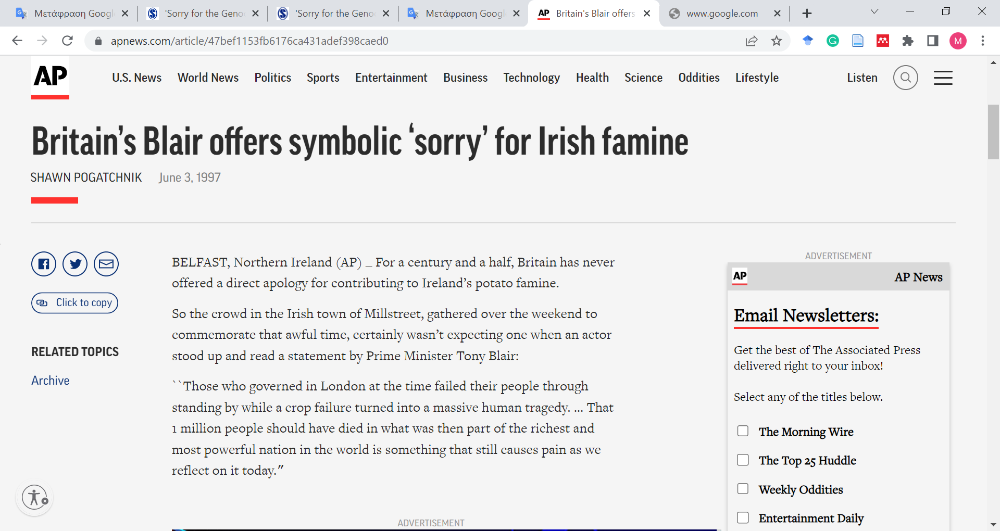 Μετάφραση Googl
'Sorry for the Geno
'Sorry for the Geno
Μετάφραση Googl
AP Britain's Blair offers
www.google.com
apnews.com/article/47bef1153fb6176ca431adef398caed0
M
AP
U.S. News World News Politics Sports Entertainment Business Technology Health Science Oddities Lifestyle Listen
Britain's Blair offers symbolic ‘sorry’ for Irish famine
SHAWN POGATCHNIK June 3, 1997
Click to copy
RELATED TOPICS
Archive
BELFAST, Northern Ireland (AP) _ For a century and a half, Britain has never
offered a direct apology for contributing to Ireland’s potato famine.
So the crowd in the Irish town of Millstreet, gathered over the weekend to
commemorate that awful time, certainly wasn’t expecting one when an actor
stood up and read a statement by Prime Minister Tony Blair:
``Those who governed in London at the time failed their people through
standing by while a crop failure turned into a massive human tragedy. ... That
1 million people should have died in what was then part of the richest and
most powerful nation in the world is something that still causes pain as we
reflect on it today.″
ADVERTISEMENT
ADVERTISEMENT
AP AP News
Email Newsletters:
Get the best of The Associated Press
delivered right to your inbox!
Select any of the titles below.
The Morning Wire
The Top 25 Huddle
Weekly Oddities
Entertainment Daily